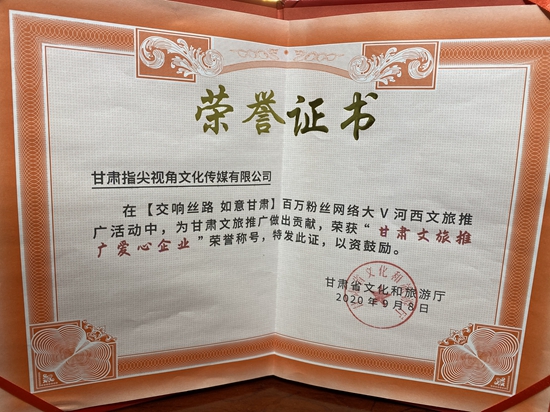 荣誉证书
甘肃指尖视角文化传媒有限公司
在【交响丝路 如意甘肃】百万粉丝网络大V河西文旅推
广活动中，为甘肃文旅推广做出贡献，荣获“甘肃文旅推
广爱心企业”荣誉称号，特发此证，以资鼓励。
甘肃省文化和旅游厅
2020年9月8日